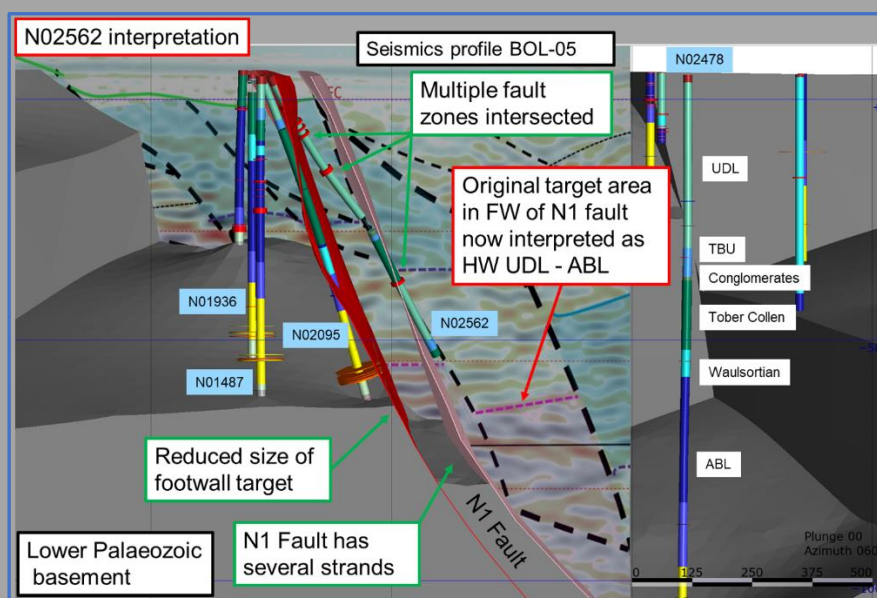 N02562 interpretation
Seismics profile BOL-05
Multiple fault
zones intersected
Original target area
in FW of N1 fault
now interpreted as
HW UDL - ABL
N01936
N02095
N02562
N01487
Reduced size of
footwall target
N1 Fault has
several strands
N1 Fault
Lower Palaeozoic
basement
N02478
UDL
TBU
Conglomerates
Tober Collen
Waulsortian
ABL
Plunge 00
Azimuth 060
0 125 250 375 500